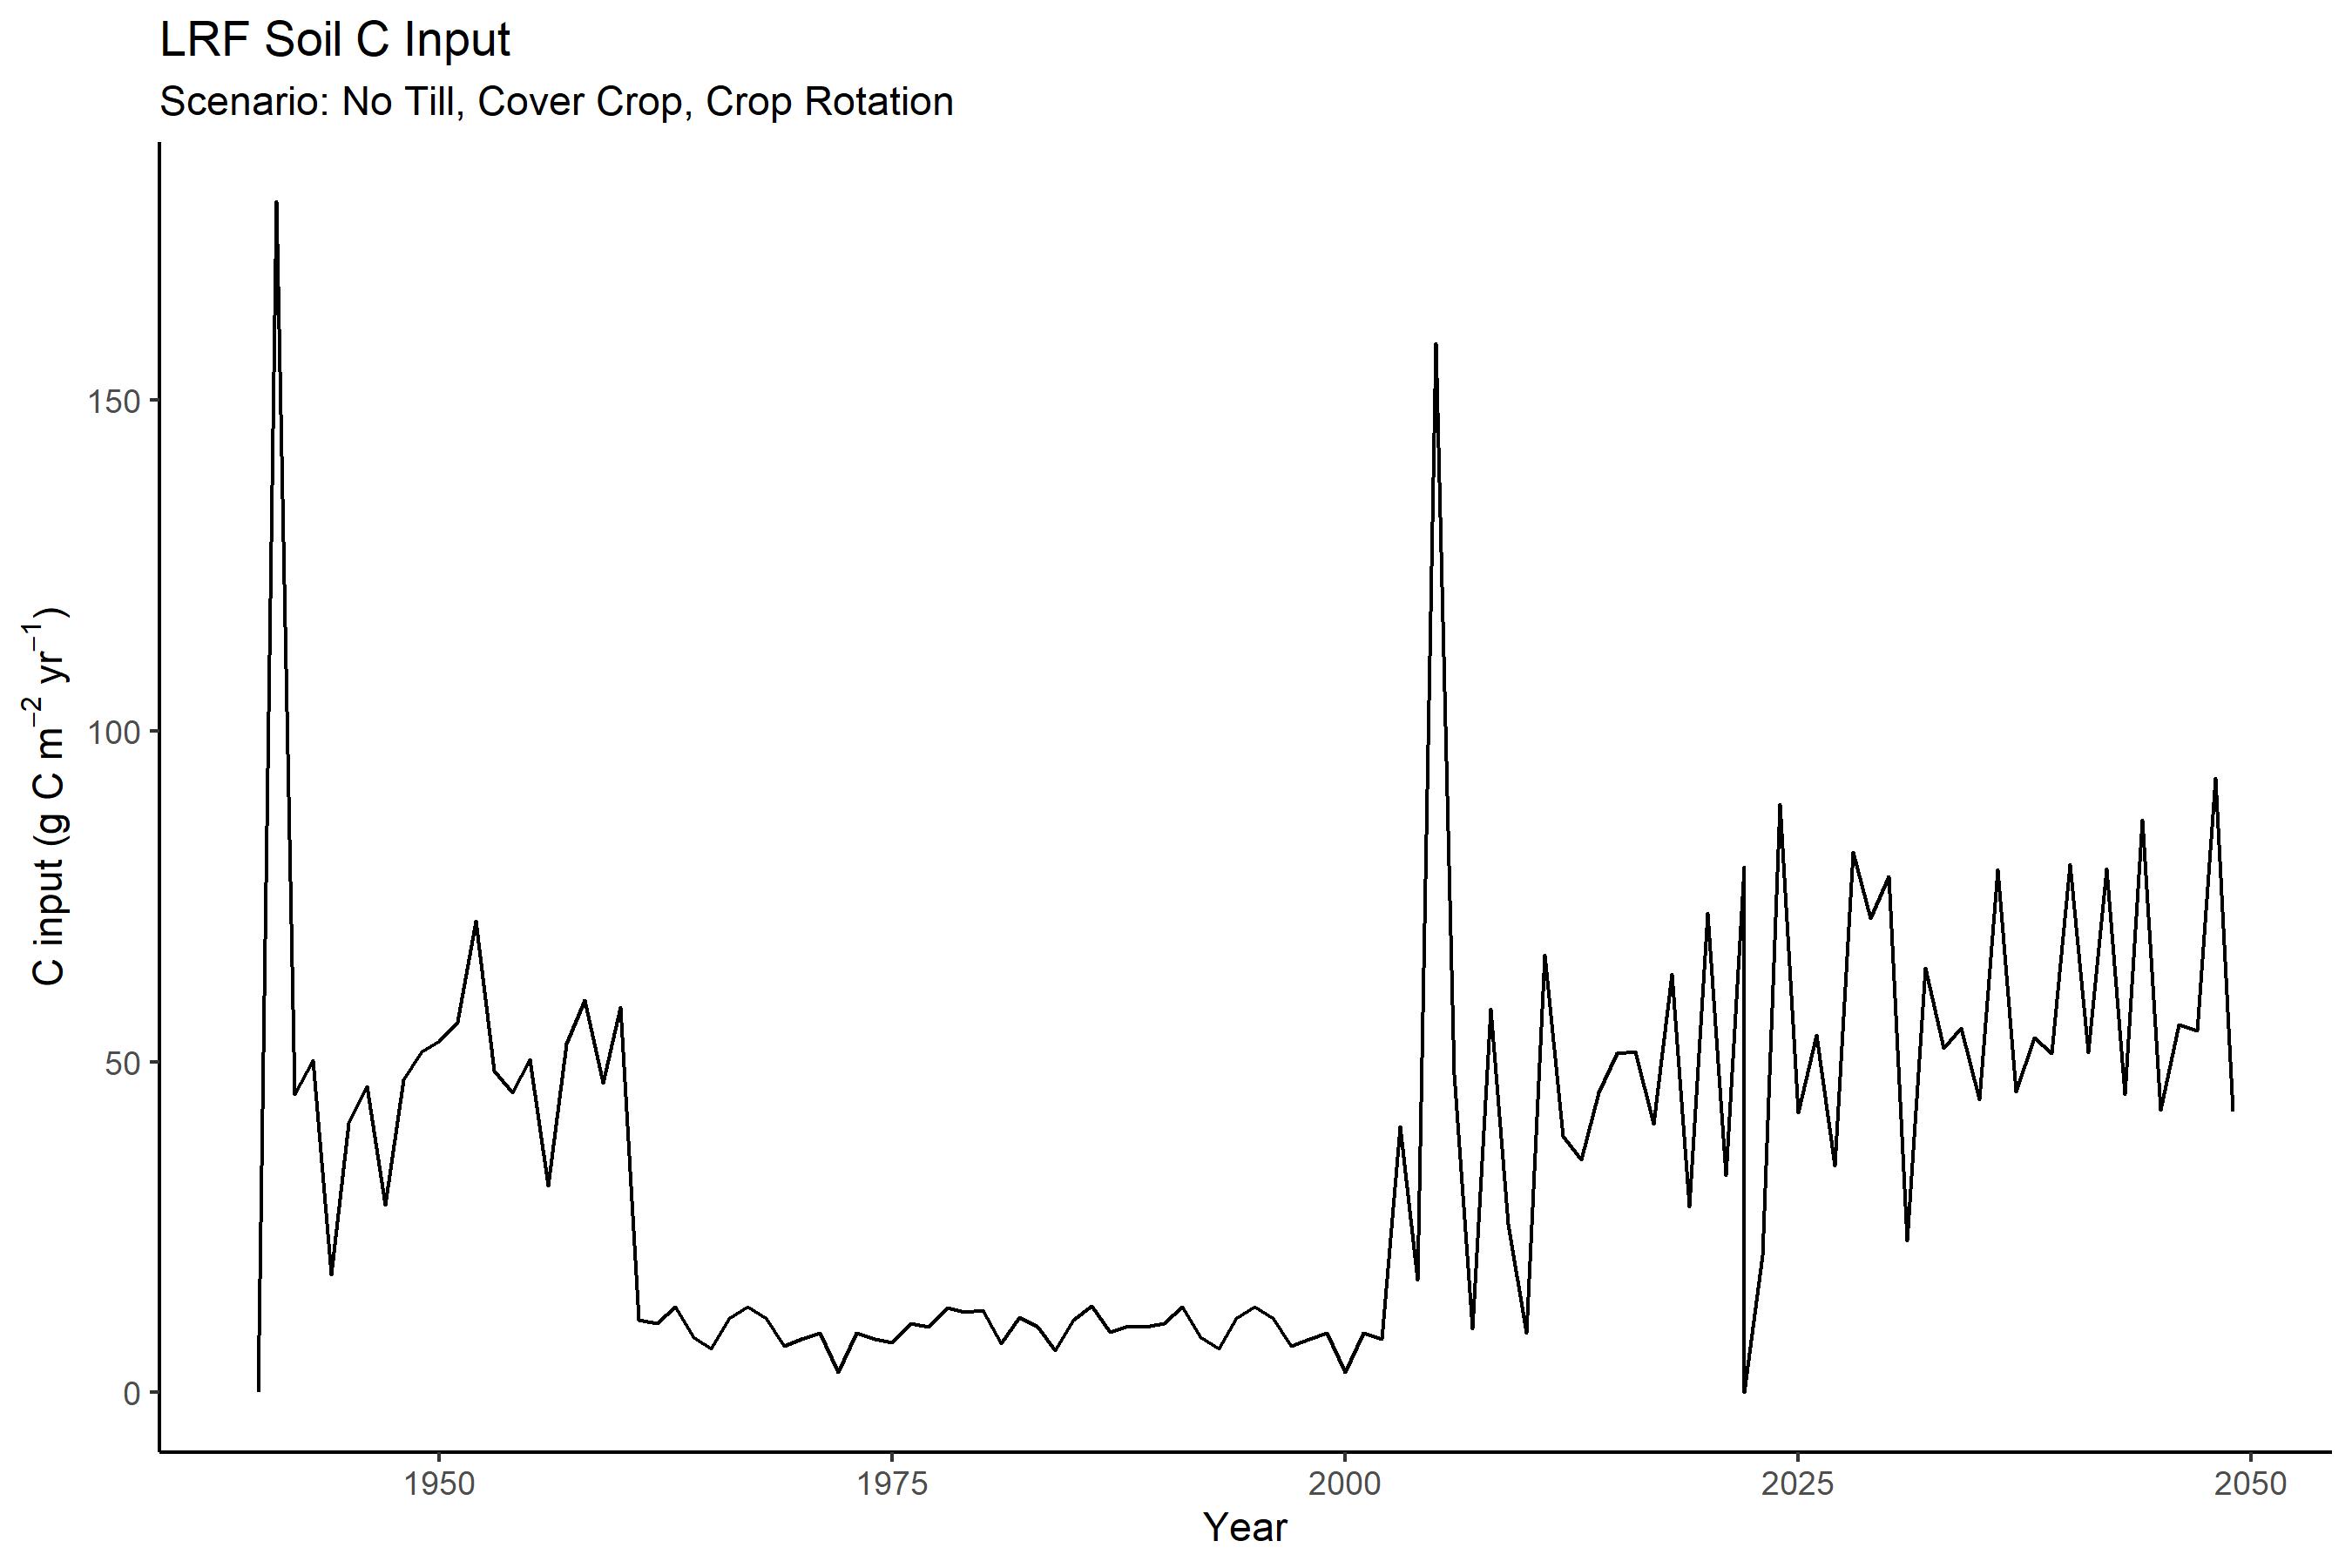 LRF Soil C Input
Scenario: No Till, Cover Crop, Crop Rotation
C input (g C m⁻² yr⁻¹)
150
100
50
0
1950 1975 2000 2025 2050
Year